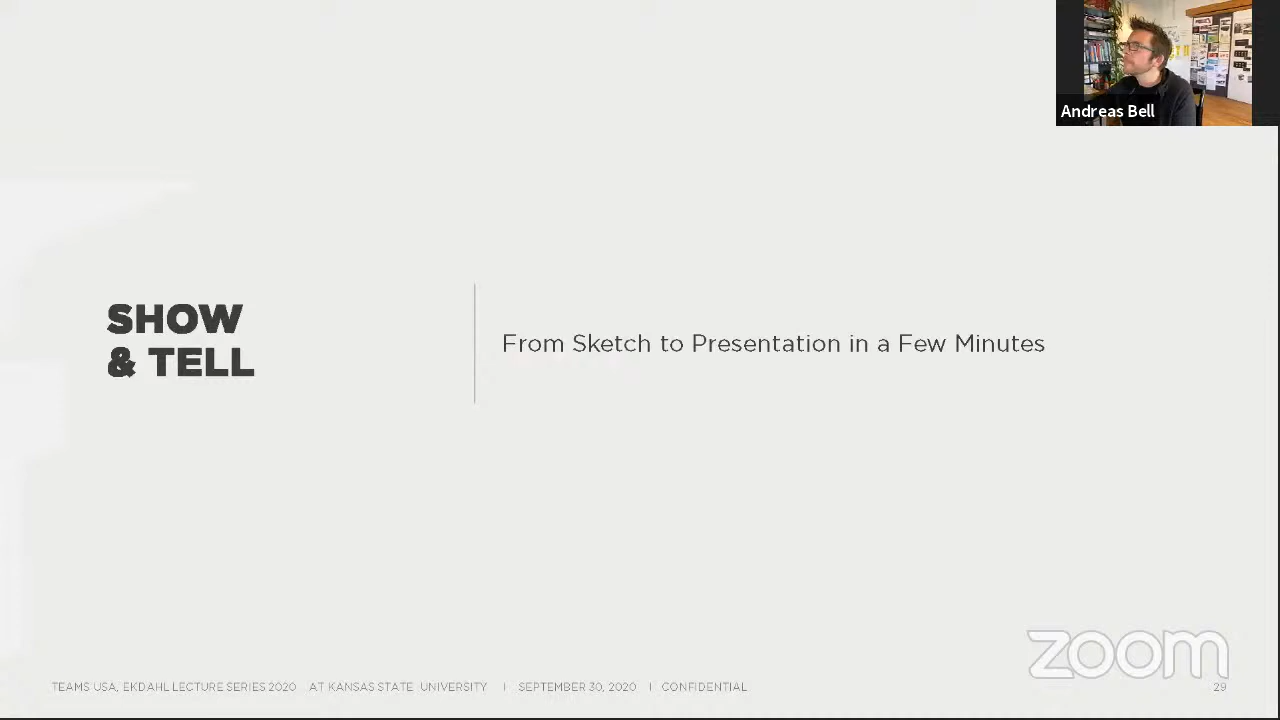 Andreas Bell
SHOW
& TELL
From Sketch to Presentation in a Few Minutes
zoom
TEAMS USA, EKDAHL LECTURE SERIES 2020 AT KANSAS STATE UNIVERSITY I SEPTEMBER 30, 2020 I CONFIDENTIAL
29